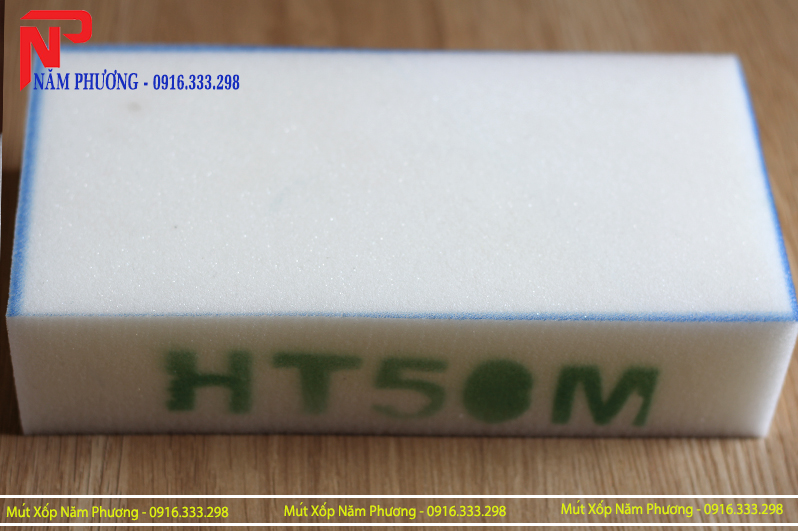 NP
NĂM PHƯƠNG - 0916.333.298
HT50M
Mút Xốp Năm Phương - 0916.333.298
Mút Xốp Năm Phương - 0916.333.298
Mút Xốp Năm Phương - 0916.333.298